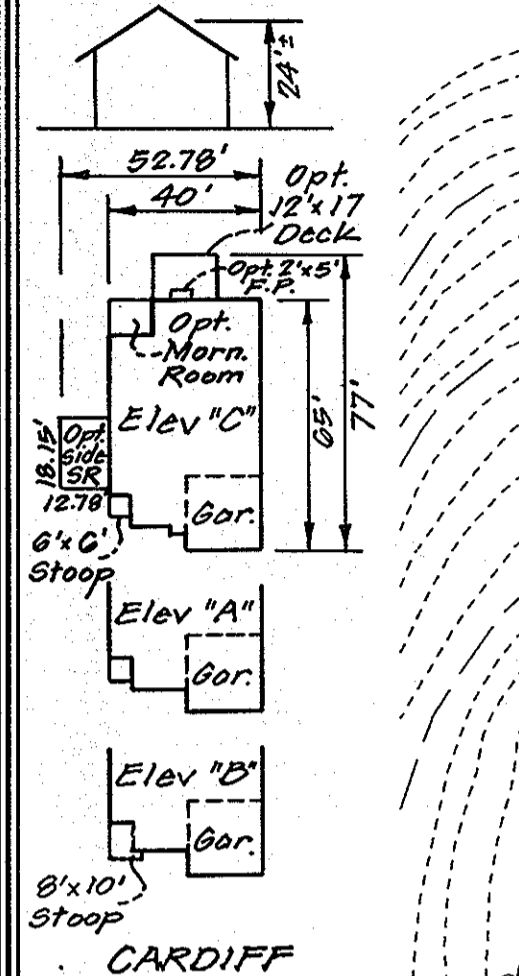 24'±
52.78'
40'
Opt.
12'x17
Deck
Opt. 2'x5'
F.P.
Opt.
Morn.
Room
Elev "C"
65'
77'
18.15'
Opt.
side
SR
12.78'
Gar.
6'x6'
Stoop
Elev "A"
Gar.
Elev "B"
Gar.
8'x10'
Stoop
CARDIFF